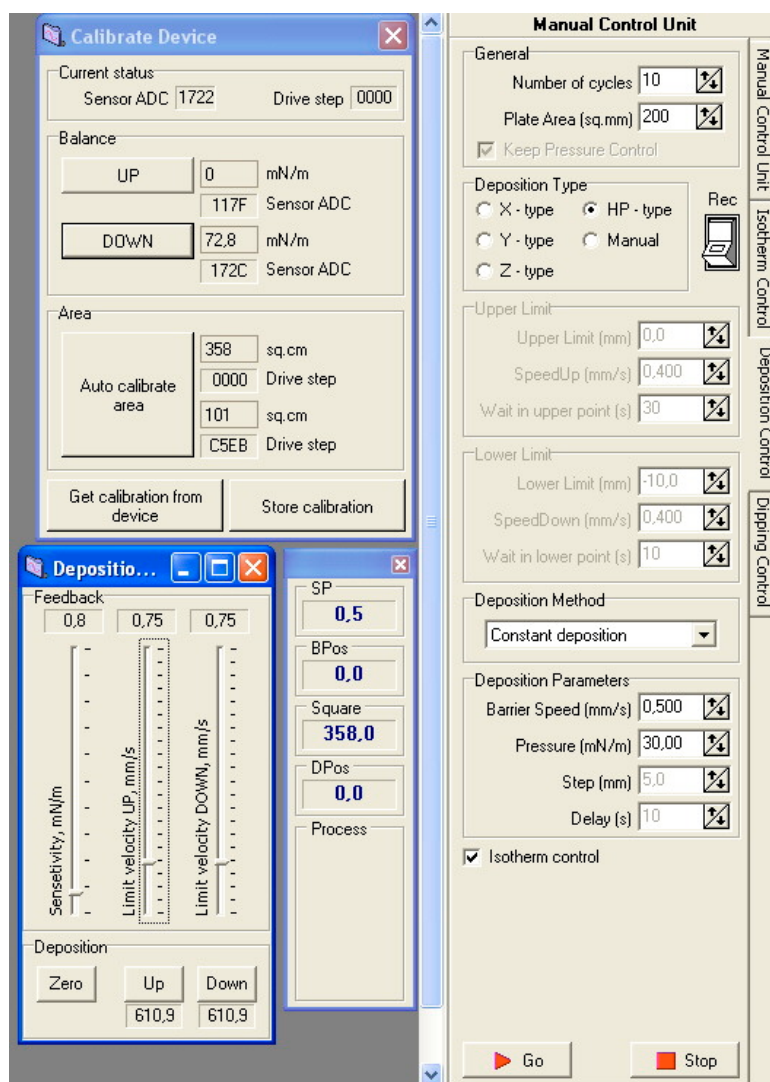 Calibrate Device
Current status
Sensor ADC 1722 Drive step 0000
Balance
UP 0 mN/m
117F Sensor ADC
DOWN 72,8 mN/m
172C Sensor ADC
Area
Auto calibrate area
358 sq.cm
0000 Drive step
101 sq.cm
C5EB Drive step
Get calibration from device
Store calibration
Depositio...
Feedback
0,8 0,75 0,75
Sensetivity, mN/m
Limit velocity UP, mm/s
Limit velocity DOWN, mm/s
Deposition
Zero Up Down
610,9 610,9
SP
0,5
BPos
0,0
Square
358,0
DPos
0,0
Process
Manual Control Unit
General
Number of cycles 10
Plate Area (sq.mm) 200
Keep Pressure Control
Deposition Type
X - type HP - type
Y - type Manual
Z - type
Rec
Upper Limit
Upper Limit (mm) 0,0
SpeedUp (mm/s) 0,400
Wait in upper point (s) 30
Lower Limit
Lower Limit (mm) -10,0
SpeedDown (mm/s) 0,400
Wait in lower point (s) 10
Deposition Method
Constant deposition
Deposition Parameters
Barrier Speed (mm/s) 0,500
Pressure (mN/m) 30,00
Step (mm) 5,0
Delay (s) 10
Isotherm control
Go Stop
Manual Control Unit
Isotherm Control
Deposition Control
Dipping Control